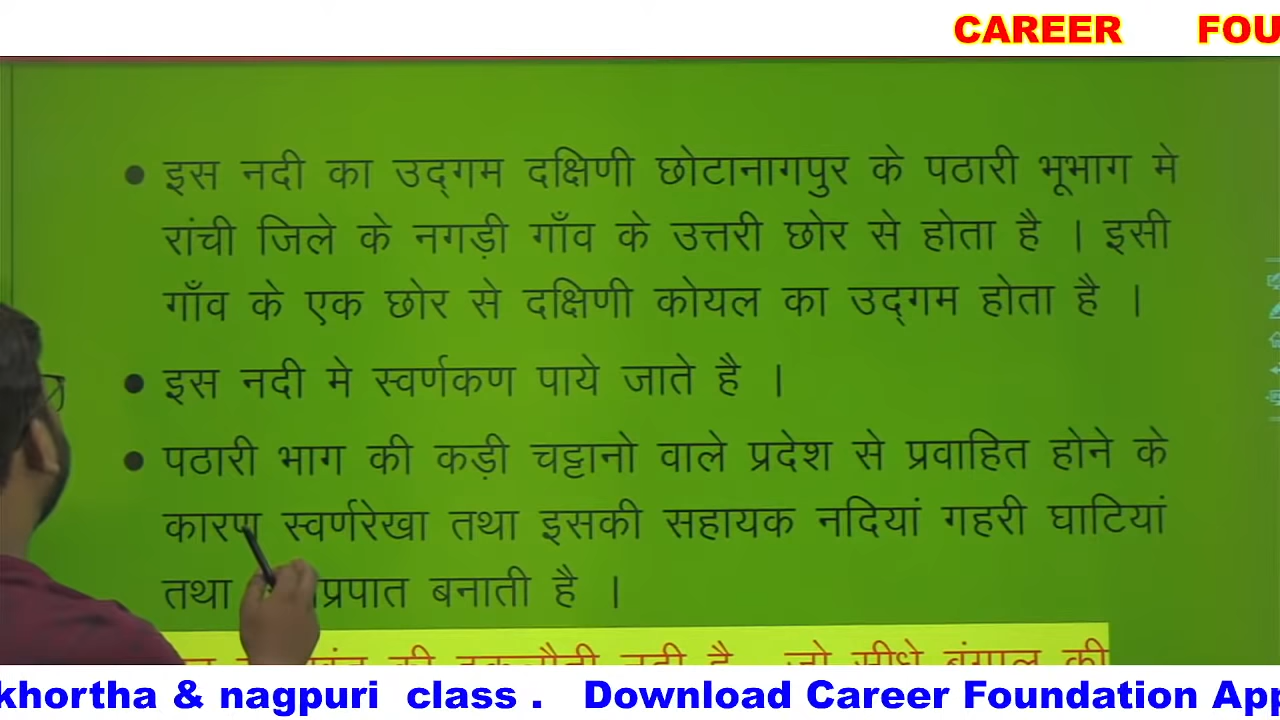 CAREER FOU
इस नदी का उद्गम दक्षिणी छोटानागपुर के पठारी भूभाग मे
रांची जिले के नगड़ी गाँव के उत्तरी छोर से होता है । इसी
गाँव के एक छोर से दक्षिणी कोयल का उद्गम होता है ।
इस नदी मे स्वर्णकण पाये जाते है ।
पठारी भाग की कड़ी चट्टानो वाले प्रदेश से प्रवाहित होने के
कारण स्वर्णरेखा तथा इसकी सहायक नदियां गहरी घाटियां
तथा बनाती है ।
की नदी है जो सीधे बंगाल की
khortha & nagpuri class . Download Career Foundation App